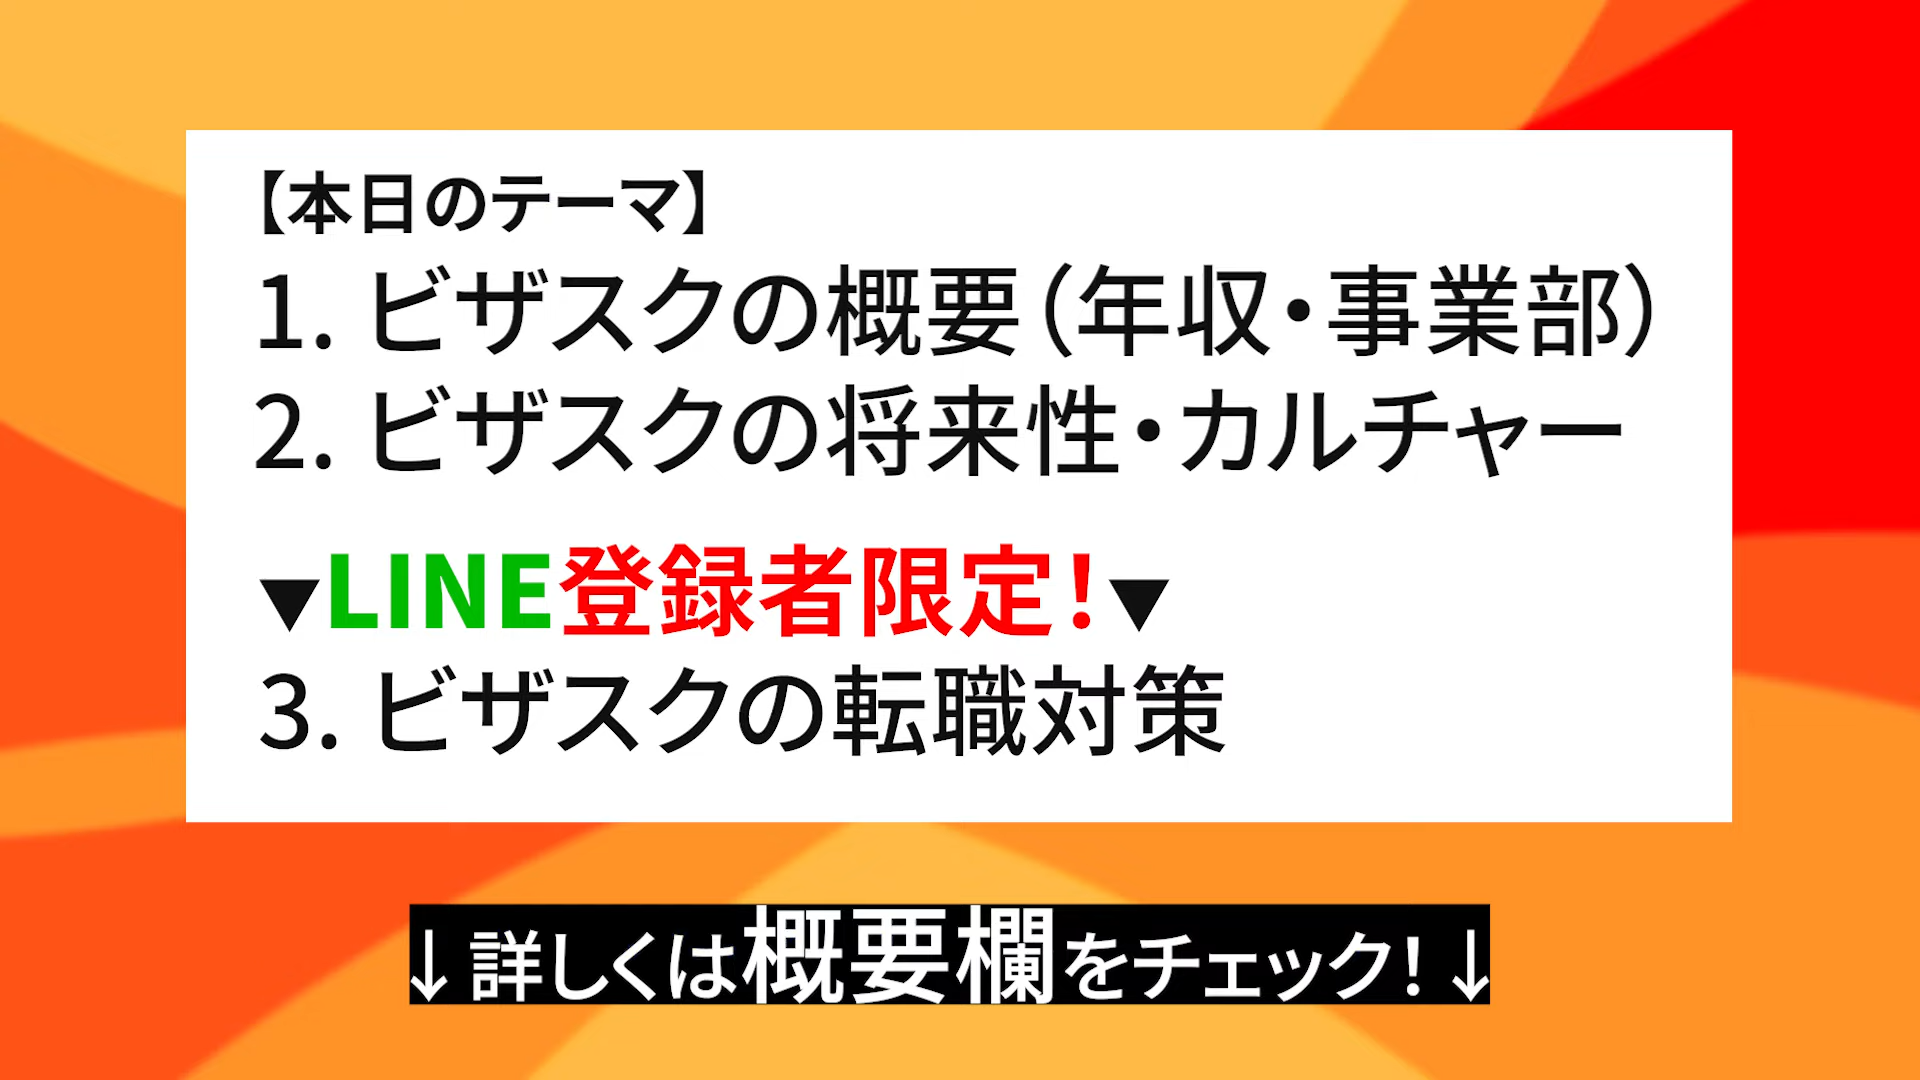 【本日のテーマ】
1. ビザスクの概要（年収・事業部）
2. ビザスクの将来性・カルチャー
▼LINE登録者限定！▼
3. ビザスクの転職対策
↓詳しくは概要欄をチェック！↓